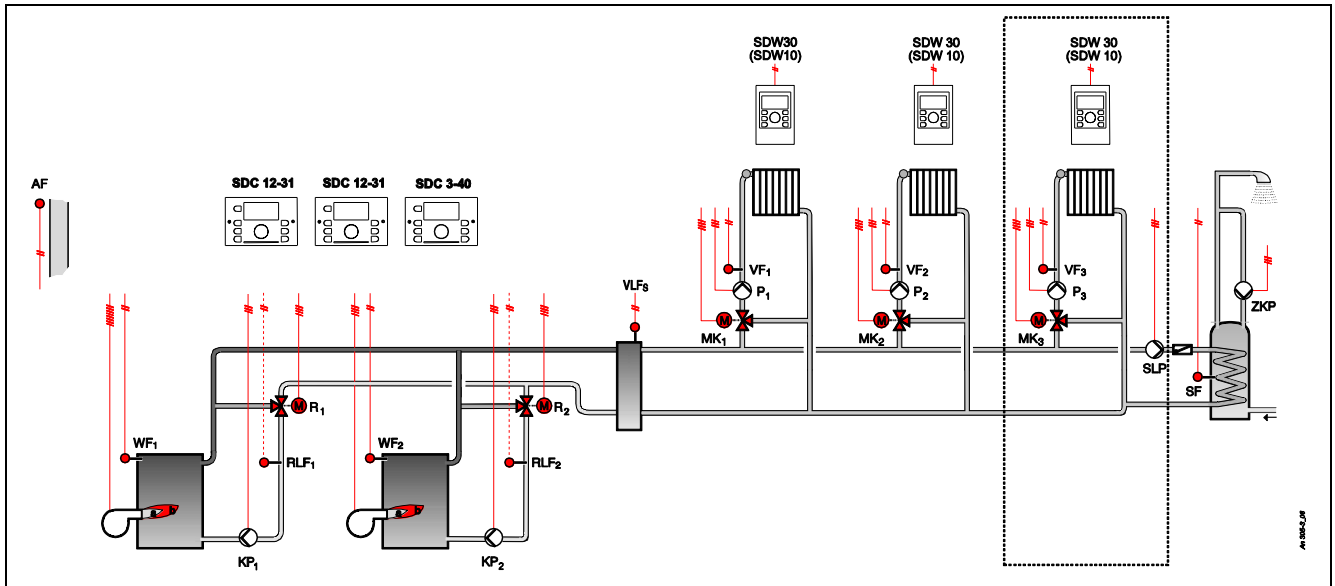 SDW30
(SDW10)
SDW 30
(SDW 10)
SDW 30
(SDW 10)
AF
SDC 12-31
SDC 12-31
SDC 3-40
VLFS
VF1
VF2
VF3
P1
P2
P3
M
M
M
MK1
MK2
MK3
ZKP
SLP
SF
M
R1
M
R2
WF1
RLF1
WF2
RLF2
KP1
KP2